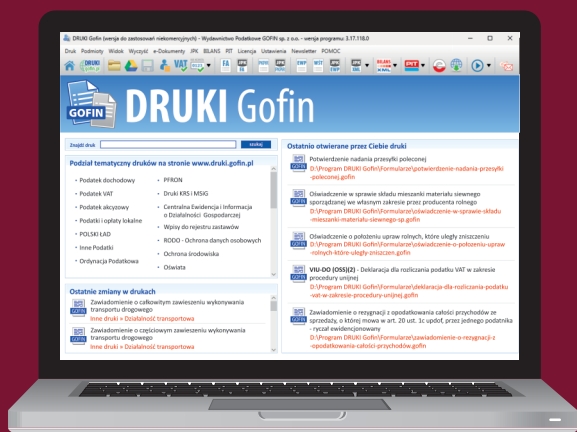 DRUKI Gofin (wersja do zastosowań niekomercyjnych) - Wydawnictwo Podatkowe GOFIN sp. z o.o. - wersja programu: 3.17.118.0
Druk Podmioty Widok Wyczyść e-Dokumenty JPK BILANS PIT Licencja Ustawienia Newsletter POMOC
DRUKI Gofin
GOFIN
Znajdź druk szukaj
Podział tematyczny druków na stronie www.druki.gofin.pl
• Podatek dochodowy
• Podatek VAT
• Podatek akcyzowy
• Podatki i opłaty lokalne
• POLSKI ŁAD
• Inne Podatki
• Ordynacja Podatkowa
• PFRON
• Druki KRS i MSiG
• Centralna Ewidencja i Informacja
o Działalności Gospodarczej
• Wpisy do rejestru zastawów
• RODO - Ochrona danych osobowych
• Ochrona środowiska
• Oświata
Ostatnie zmiany w drukach
Zawiadomienie o całkowitym zawieszeniu wykonywania
transportu drogowego
Inne druki » Działalność transportowa
Zawiadomienie o częściowym zawieszeniu wykonywania
transportu drogowego
Inne druki » Działalność transportowa
Ostatnio otwierane przez Ciebie druki
Potwierdzenie nadania przesyłki poleconej
D:\Program DRUKI Gofin\Formularze\potwierdzenie-nadania-przesyłki
-poleconej.gofin
Oświadczenie w sprawie składu mieszanki materiału siewnego
sporządzanej we własnym zakresie przez producenta rolnego
D:\Program DRUKI Gofin\Formularze\oświadczenie-w-sprawie-składu
-mieszanki-materiału-siewnego-sp.gofin
Oświadczenie o położeniu upraw rolnych, które uległy zniszczeniu
D:\Program DRUKI Gofin\Formularze\oświadczenie-o-położeniu-upraw
-rolnych-które-uległy-zniszczen.gofin
VIU-DO (OSS)(2) - Deklaracja dla rozliczania podatku VAT w zakresie
procedury unijnej
D:\Program DRUKI Gofin\Formularze\deklaracja-dla-rozliczania-podatku
-vat-w-zakresie-procedury-unijnej.gofin
Zawiadomienie o rezygnacji z opodatkowania całości przychodów ze
sprzedaży, o której mowa w art. 20 ust. 1c updof, przez jednego podatnika
- ryczał ewidencjonowany
D:\Program DRUKI Gofin\Formularze\zawiadomienie-o-rezygnacji-z
-opodatkowania-całości-przychodów.gofin